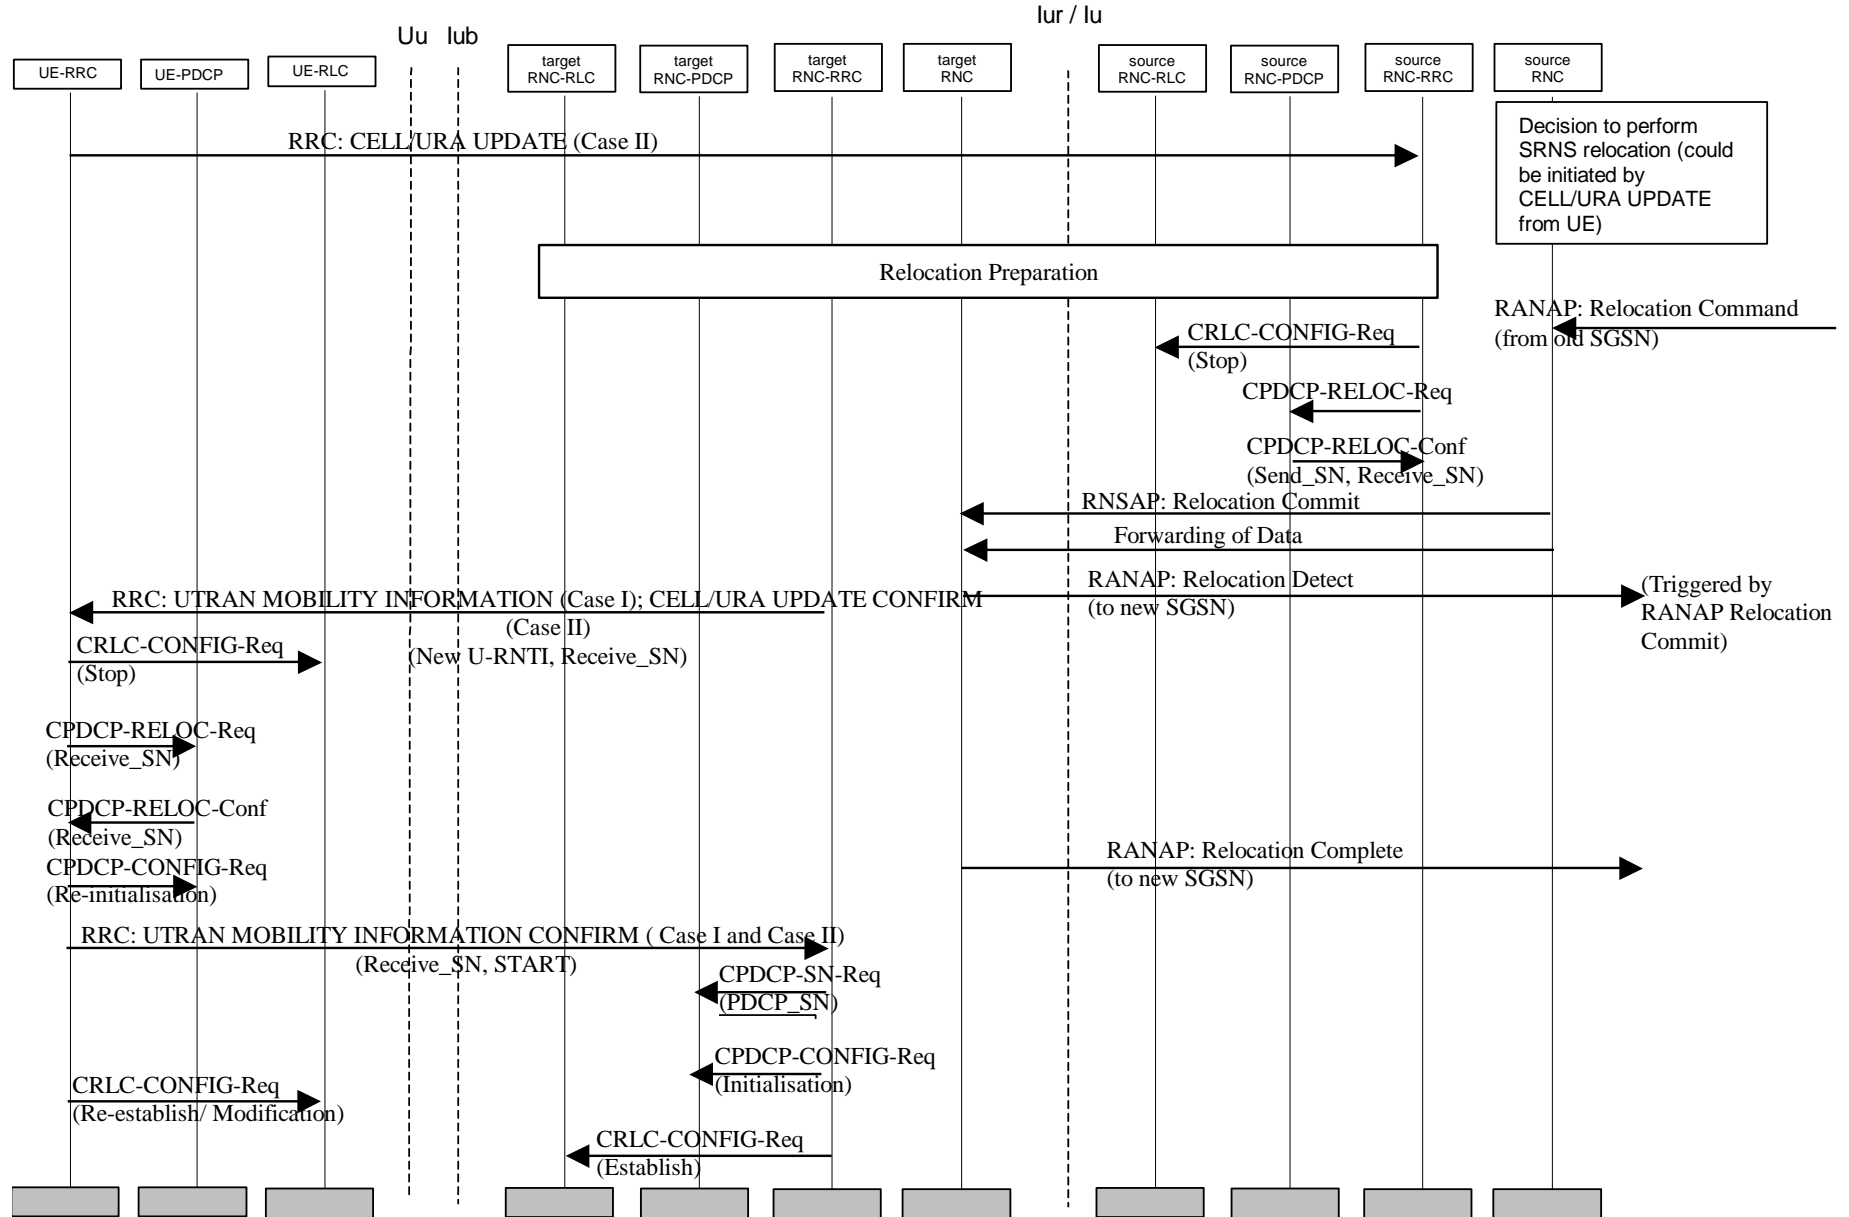 Iur / Iu
Uu Iub
UE-RRC
UE-PDCP
UE-RLC
target
RNC-RLC
target
RNC-PDCP
target
RNC-RRC
target
RNC
source
RNC-RLC
source
RNC-PDCP
source
RNC-RRC
source
RNC
RRC: CELL/URA UPDATE (Case II)
Decision to perform
SRNS relocation (could
be initiated by
CELL/URA UPDATE
from UE)
Relocation Preparation
RANAP: Relocation Command
(from old SGSN)
CRLC-CONFIG-Req
(Stop)
CPDCP-RELOC-Req
CPDCP-RELOC-Conf
(Send_SN, Receive_SN)
RNSAP: Relocation Commit
Forwarding of Data
RANAP: Relocation Detect
(to new SGSN)
(Triggered by
RANAP Relocation
Commit)
RRC: UTRAN MOBILITY INFORMATION (Case I); CELL/URA UPDATE CONFIRM
(Case II)
(New U-RNTI, Receive_SN)
CRLC-CONFIG-Req
(Stop)
CPDCP-RELOC-Req
(Receive_SN)
CPDCP-RELOC-Conf
(Receive_SN)
CPDCP-CONFIG-Req
(Re-initialisation)
RANAP: Relocation Complete
(to new SGSN)
RRC: UTRAN MOBILITY INFORMATION CONFIRM ( Case I and Case II)
(Receive_SN, START)
CPDCP-SN-Req
(PDCP_SN)
CPDCP-CONFIG-Req
(Initialisation)
CRLC-CONFIG-Req
(Re-establish/ Modification)
CRLC-CONFIG-Req
(Establish)